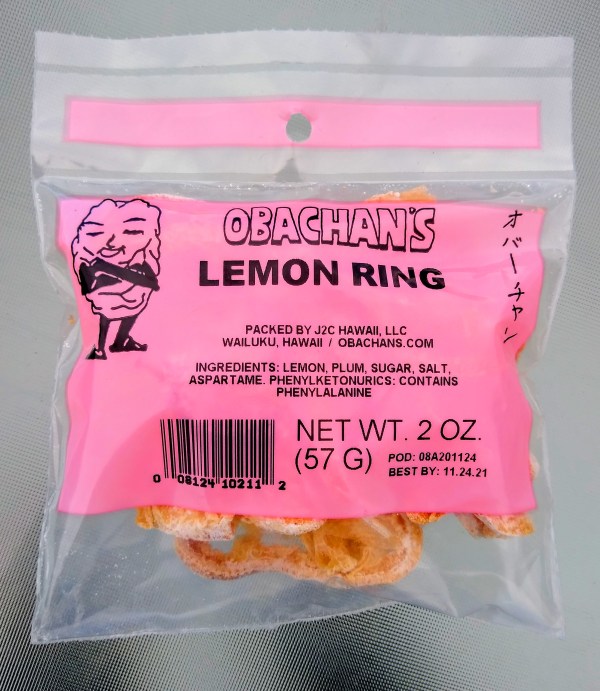 OBACHAN'S
オバーチャン
LEMON RING
PACKED BY J2C HAWAII, LLC
WAILUKU, HAWAII / OBACHANS.COM
INGREDIENTS: LEMON, PLUM, SUGAR, SALT,
ASPARTAME. PHENYLKETONURICS: CONTAINS
PHENYLALANINE
NET WT. 2 OZ.
(57 G)
POD: 08A201124
BEST BY: 11.24.21
0 08124 10211 2